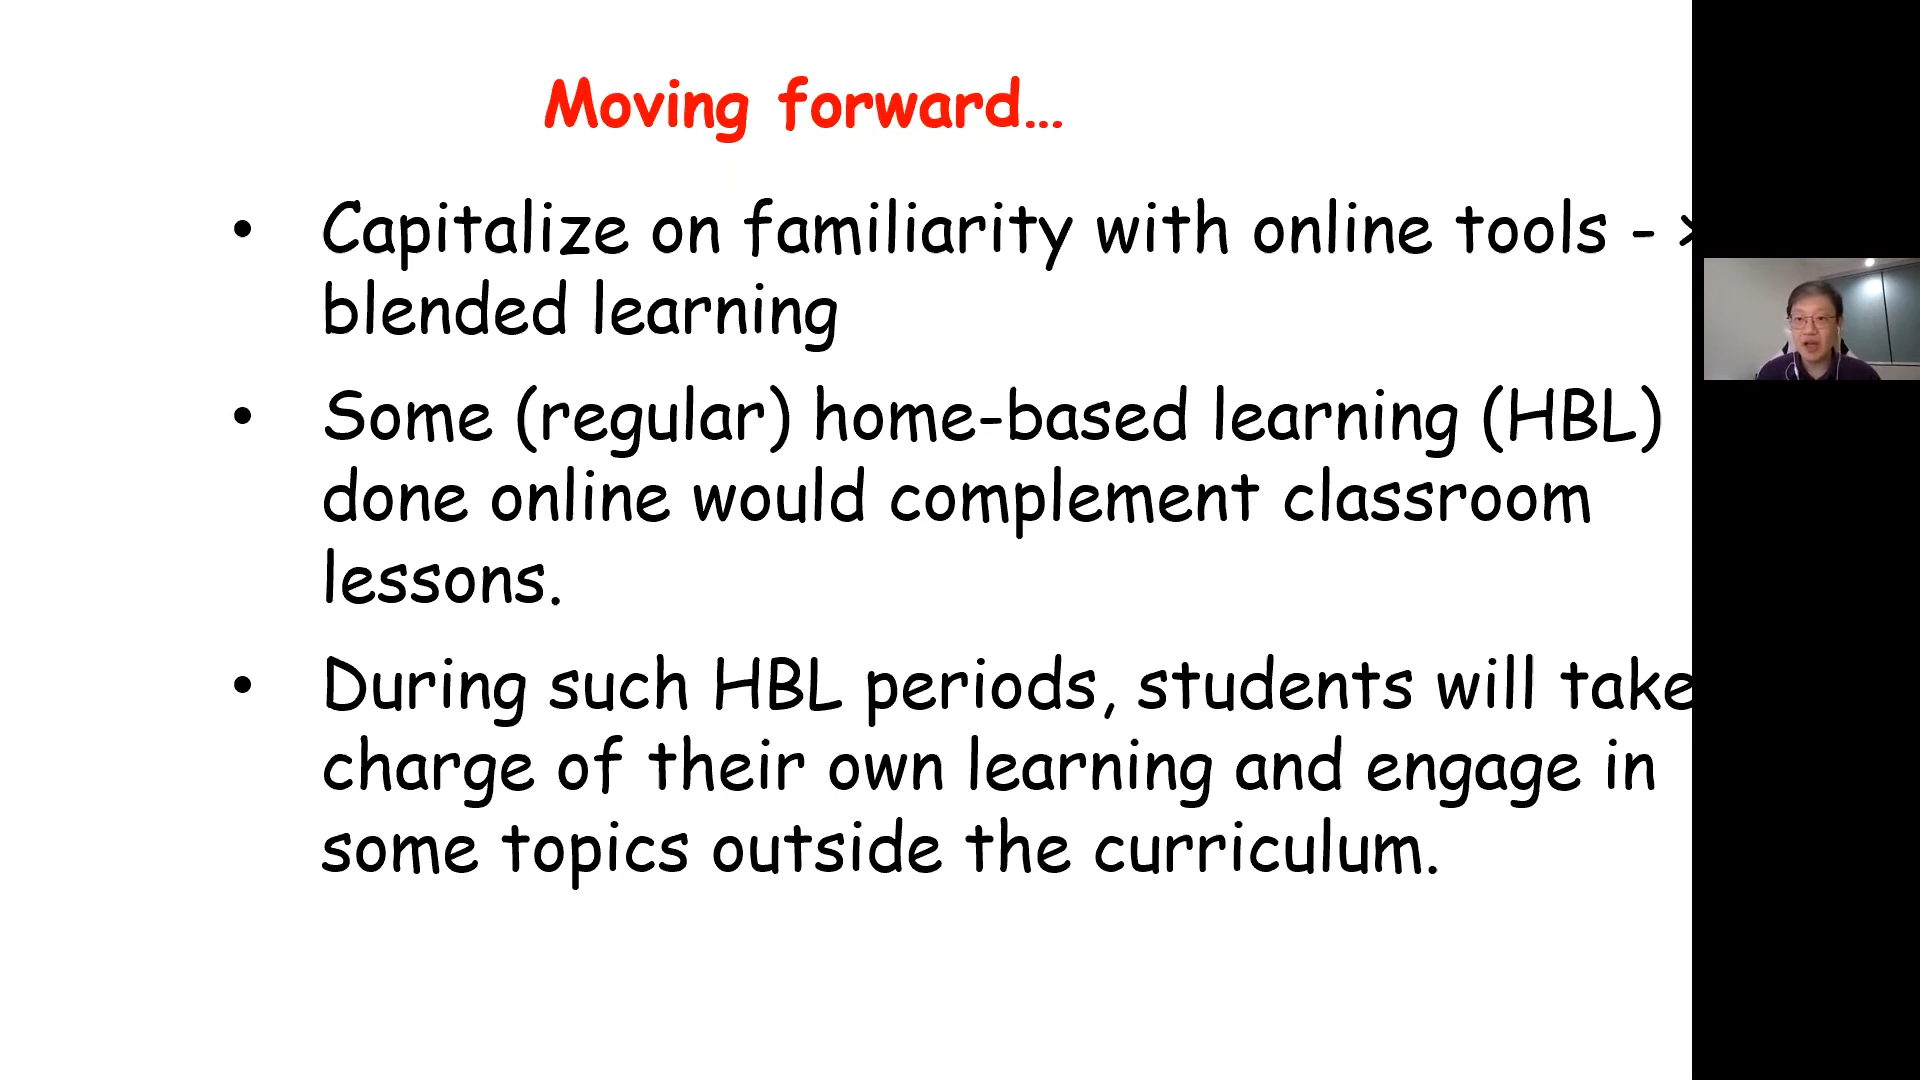 Moving forward...
• Capitalize on familiarity with online tools - >
blended learning
• Some (regular) home-based learning (HBL)
done online would complement classroom
lessons.
• During such HBL periods, students will take
charge of their own learning and engage in
some topics outside the curriculum.